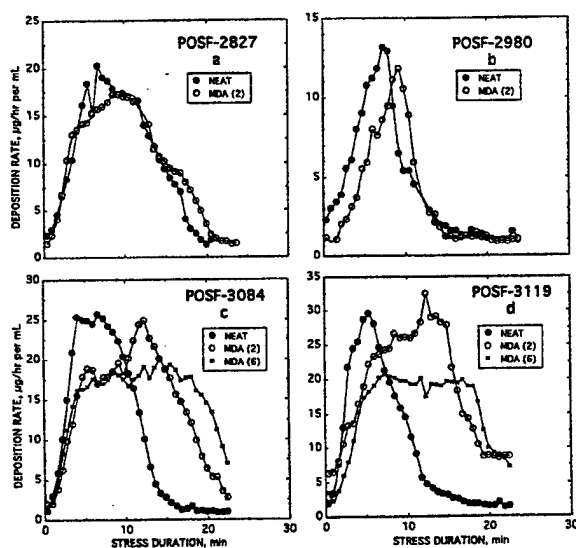 POSF-2827
a
NEAT
MDA (2)
DEPOSITION RATE, µg/hr per mL
25
20
15
10
5
0
POSF-2980
b
NEAT
MDA (2)
15
10
5
0
POSF-3084
c
NEAT
MDA (2)
MDA (6)
DEPOSITION RATE, µg/hr per mL
30
25
20
15
10
5
0
0 10 20 30
STRESS DURATION, min
POSF-3119
d
NEAT
MDA (2)
MDA (6)
35
30
25
20
15
10
5
0
0 10 20 30
STRESS DURATION, min